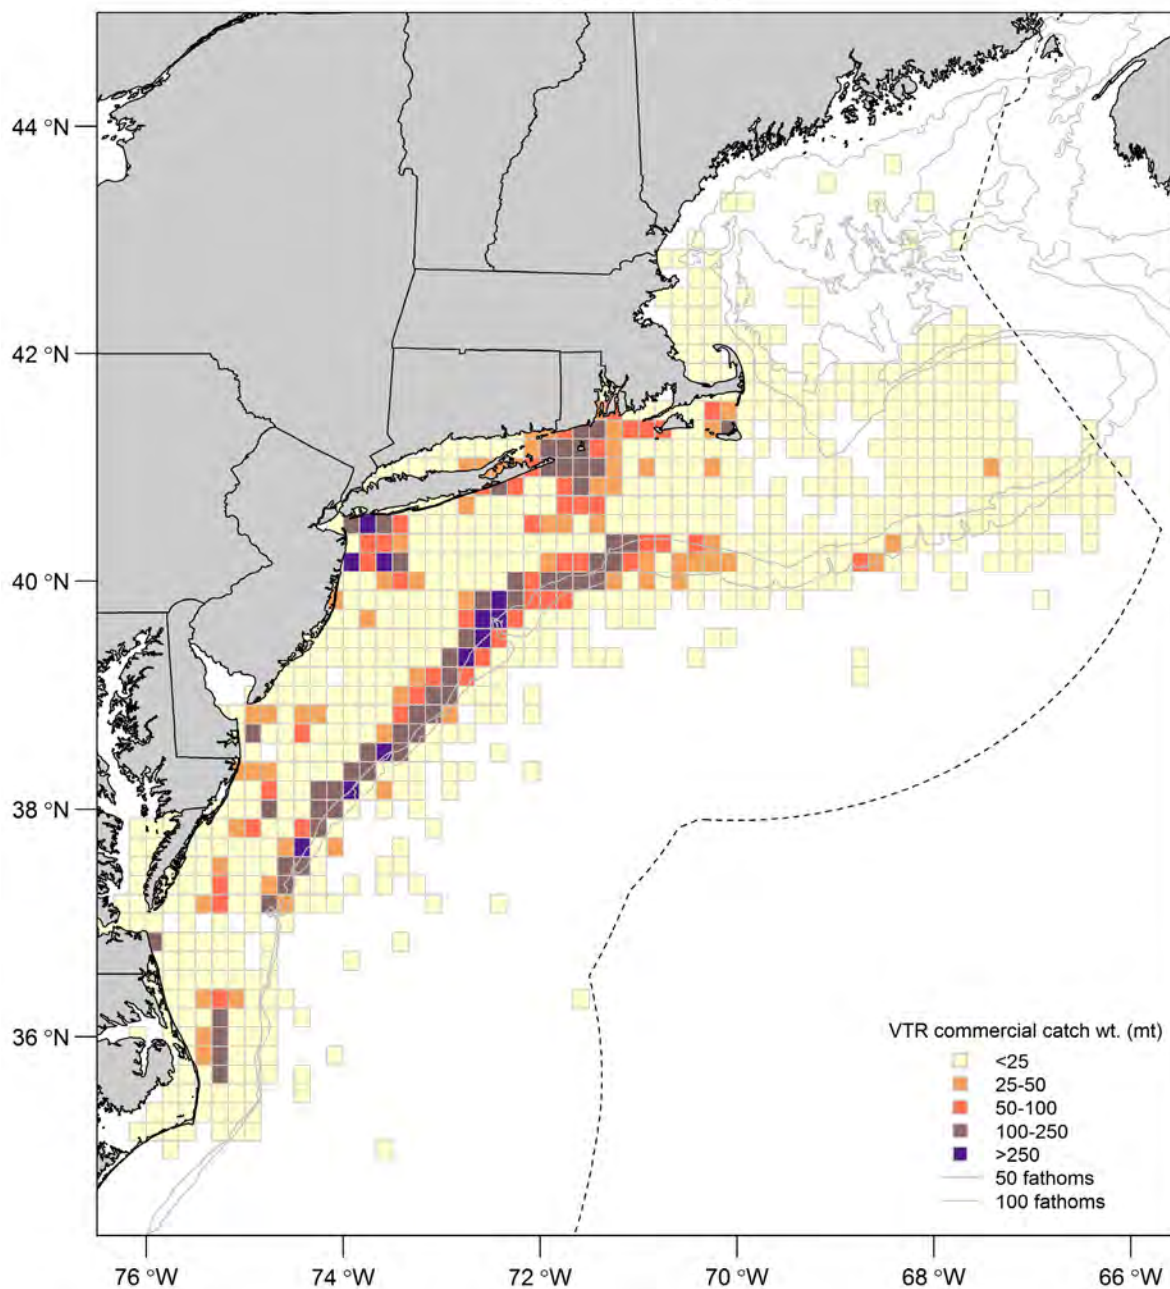 44 °N
42 °N
40 °N
38 °N
36 °N
VTR commercial catch wt. (mt)
<25
25-50
50-100
100-250
>250
50 fathoms
100 fathoms
76 °W 74 °W 72 °W 70 °W 68 °W 66 °W